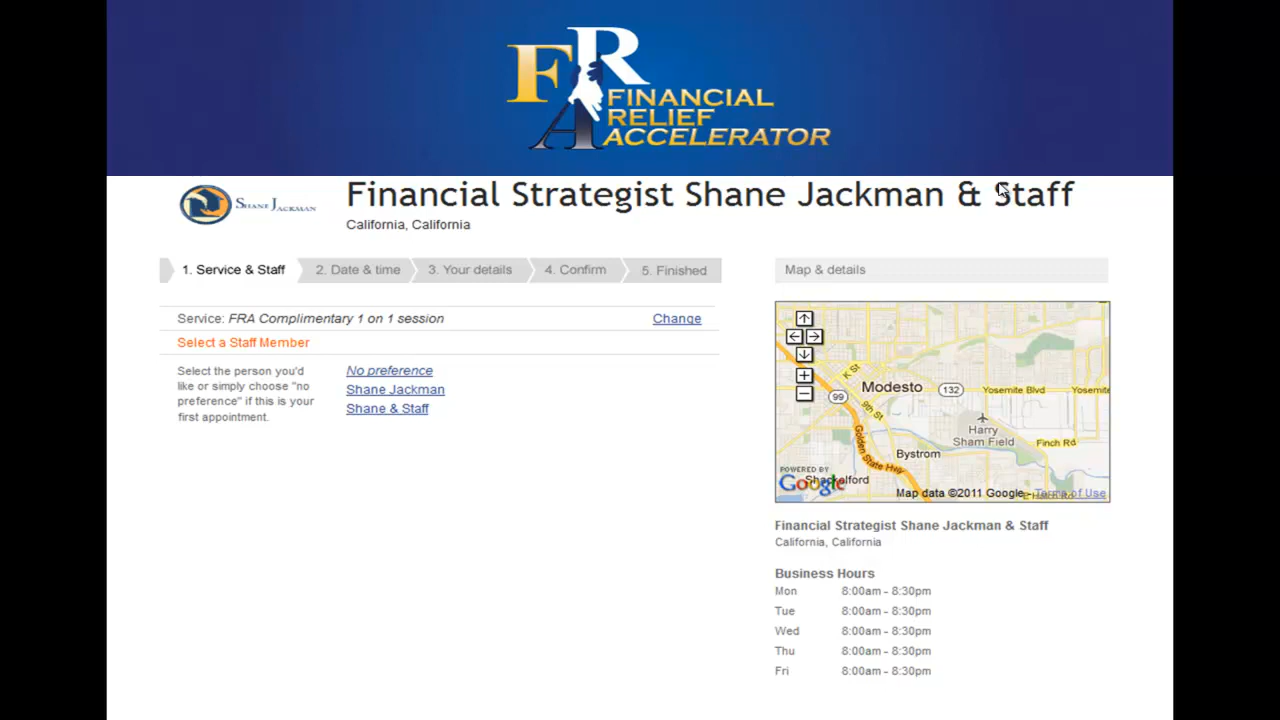 FR
A
FINANCIAL
RELIEF
ACCELERATOR
SHANE JACKMAN
Financial Strategist Shane Jackman & Staff
California, California
1. Service & Staff
2. Date & time
3. Your details
4. Confirm
5. Finished
Map & details
Service: FRA Complimentary 1 on 1 session
Change
Select a Staff Member
Select the person you'd
like or simply choose "no
preference" if this is your
first appointment.
No preference
Shane Jackman
Shane & Staff
K St
Modesto
132
Yosemite Blvd
Yosemite
99
9th St
Harry
Sham Field
Finch Rd
Golden State Hwy
Bystrom
POWERED BY
Google
Shackelford
Map data ©2011 Google - Terms of Use
Financial Strategist Shane Jackman & Staff
California, California
Business Hours
Mon 8:00am - 8:30pm
Tue 8:00am - 8:30pm
Wed 8:00am - 8:30pm
Thu 8:00am - 8:30pm
Fri 8:00am - 8:30pm